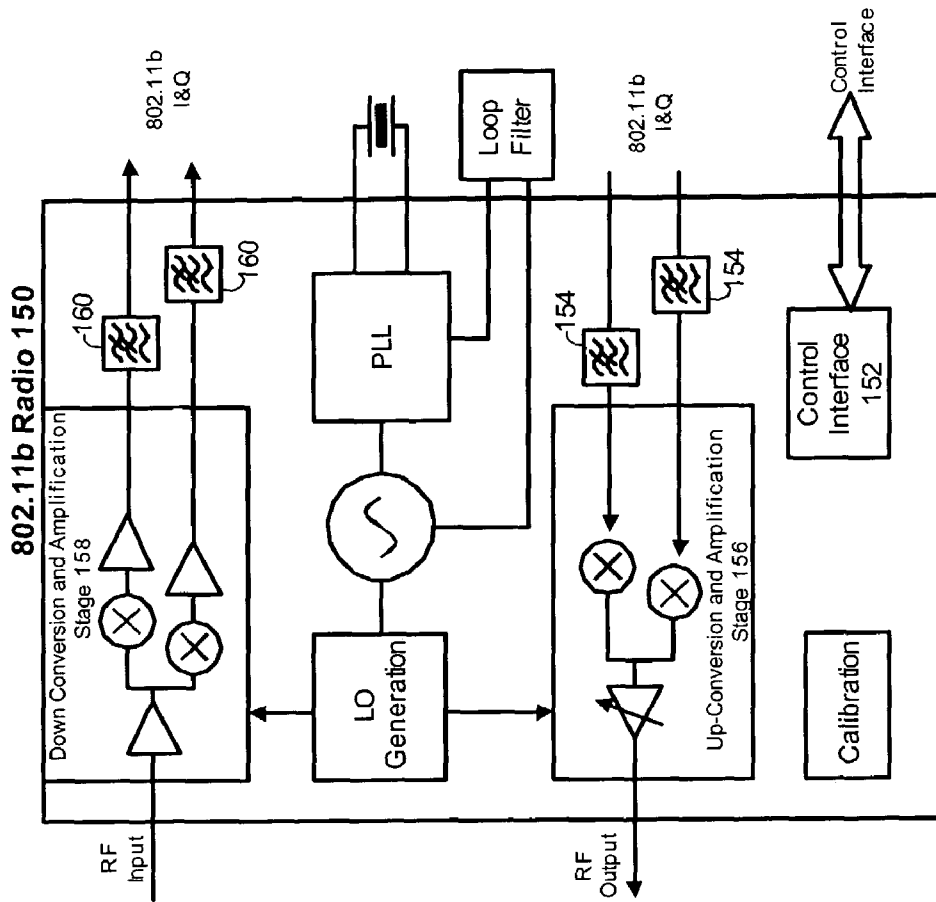 802.11b Radio 150
RF
Input
Down Conversion and Amplification
Stage 158
160
160
802.11b
I&Q
LO
Generation
PLL
Loop
Filter
RF
Output
Up-Conversion and Amplification
Stage 156
154
154
802.11b
I&Q
Calibration
Control
Interface
152
Control
Interface